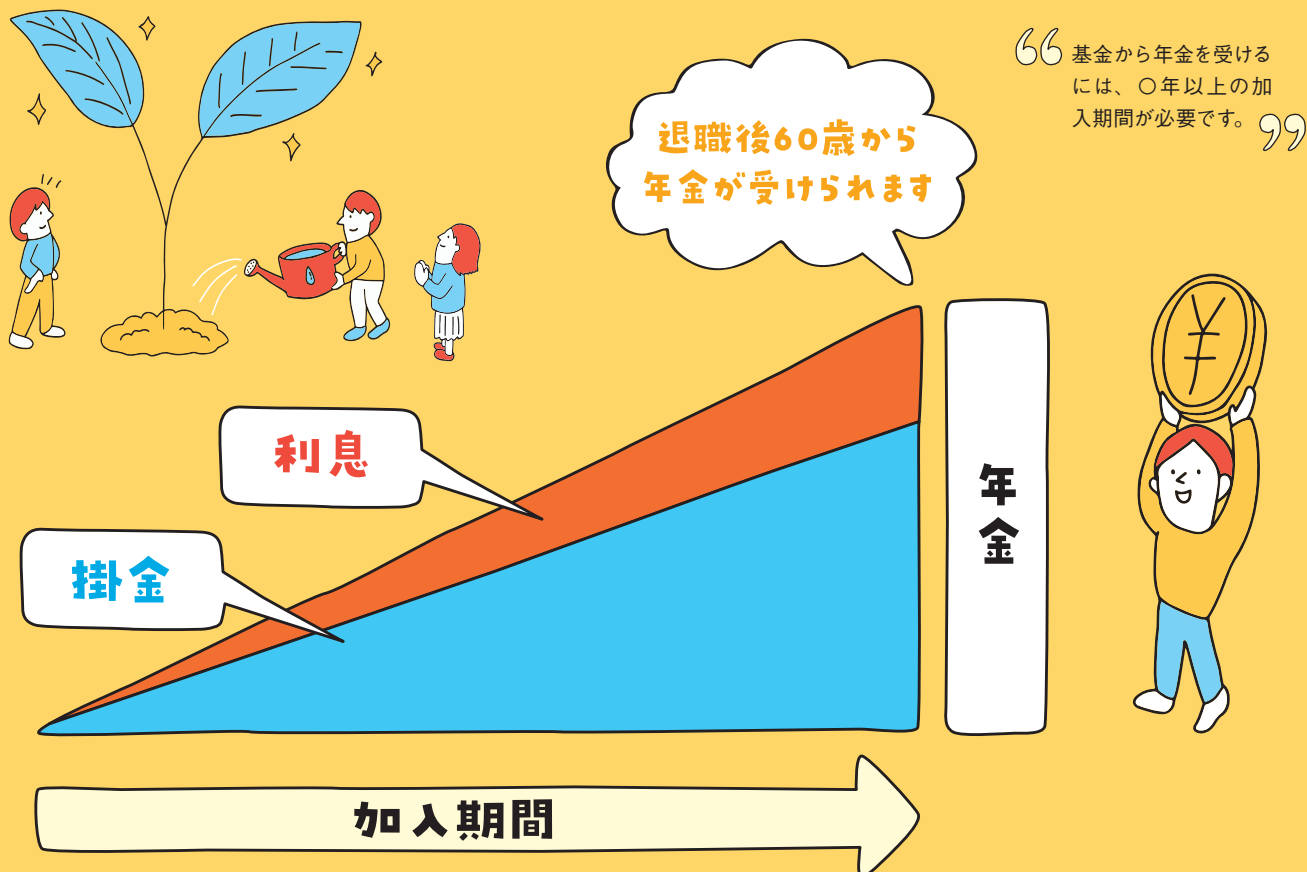 基金から年金を受ける
には、〇年以上の加
入期間が必要です。
退職後60歳から
年金が受けられます
利息
掛金
年金
加入期間
¥